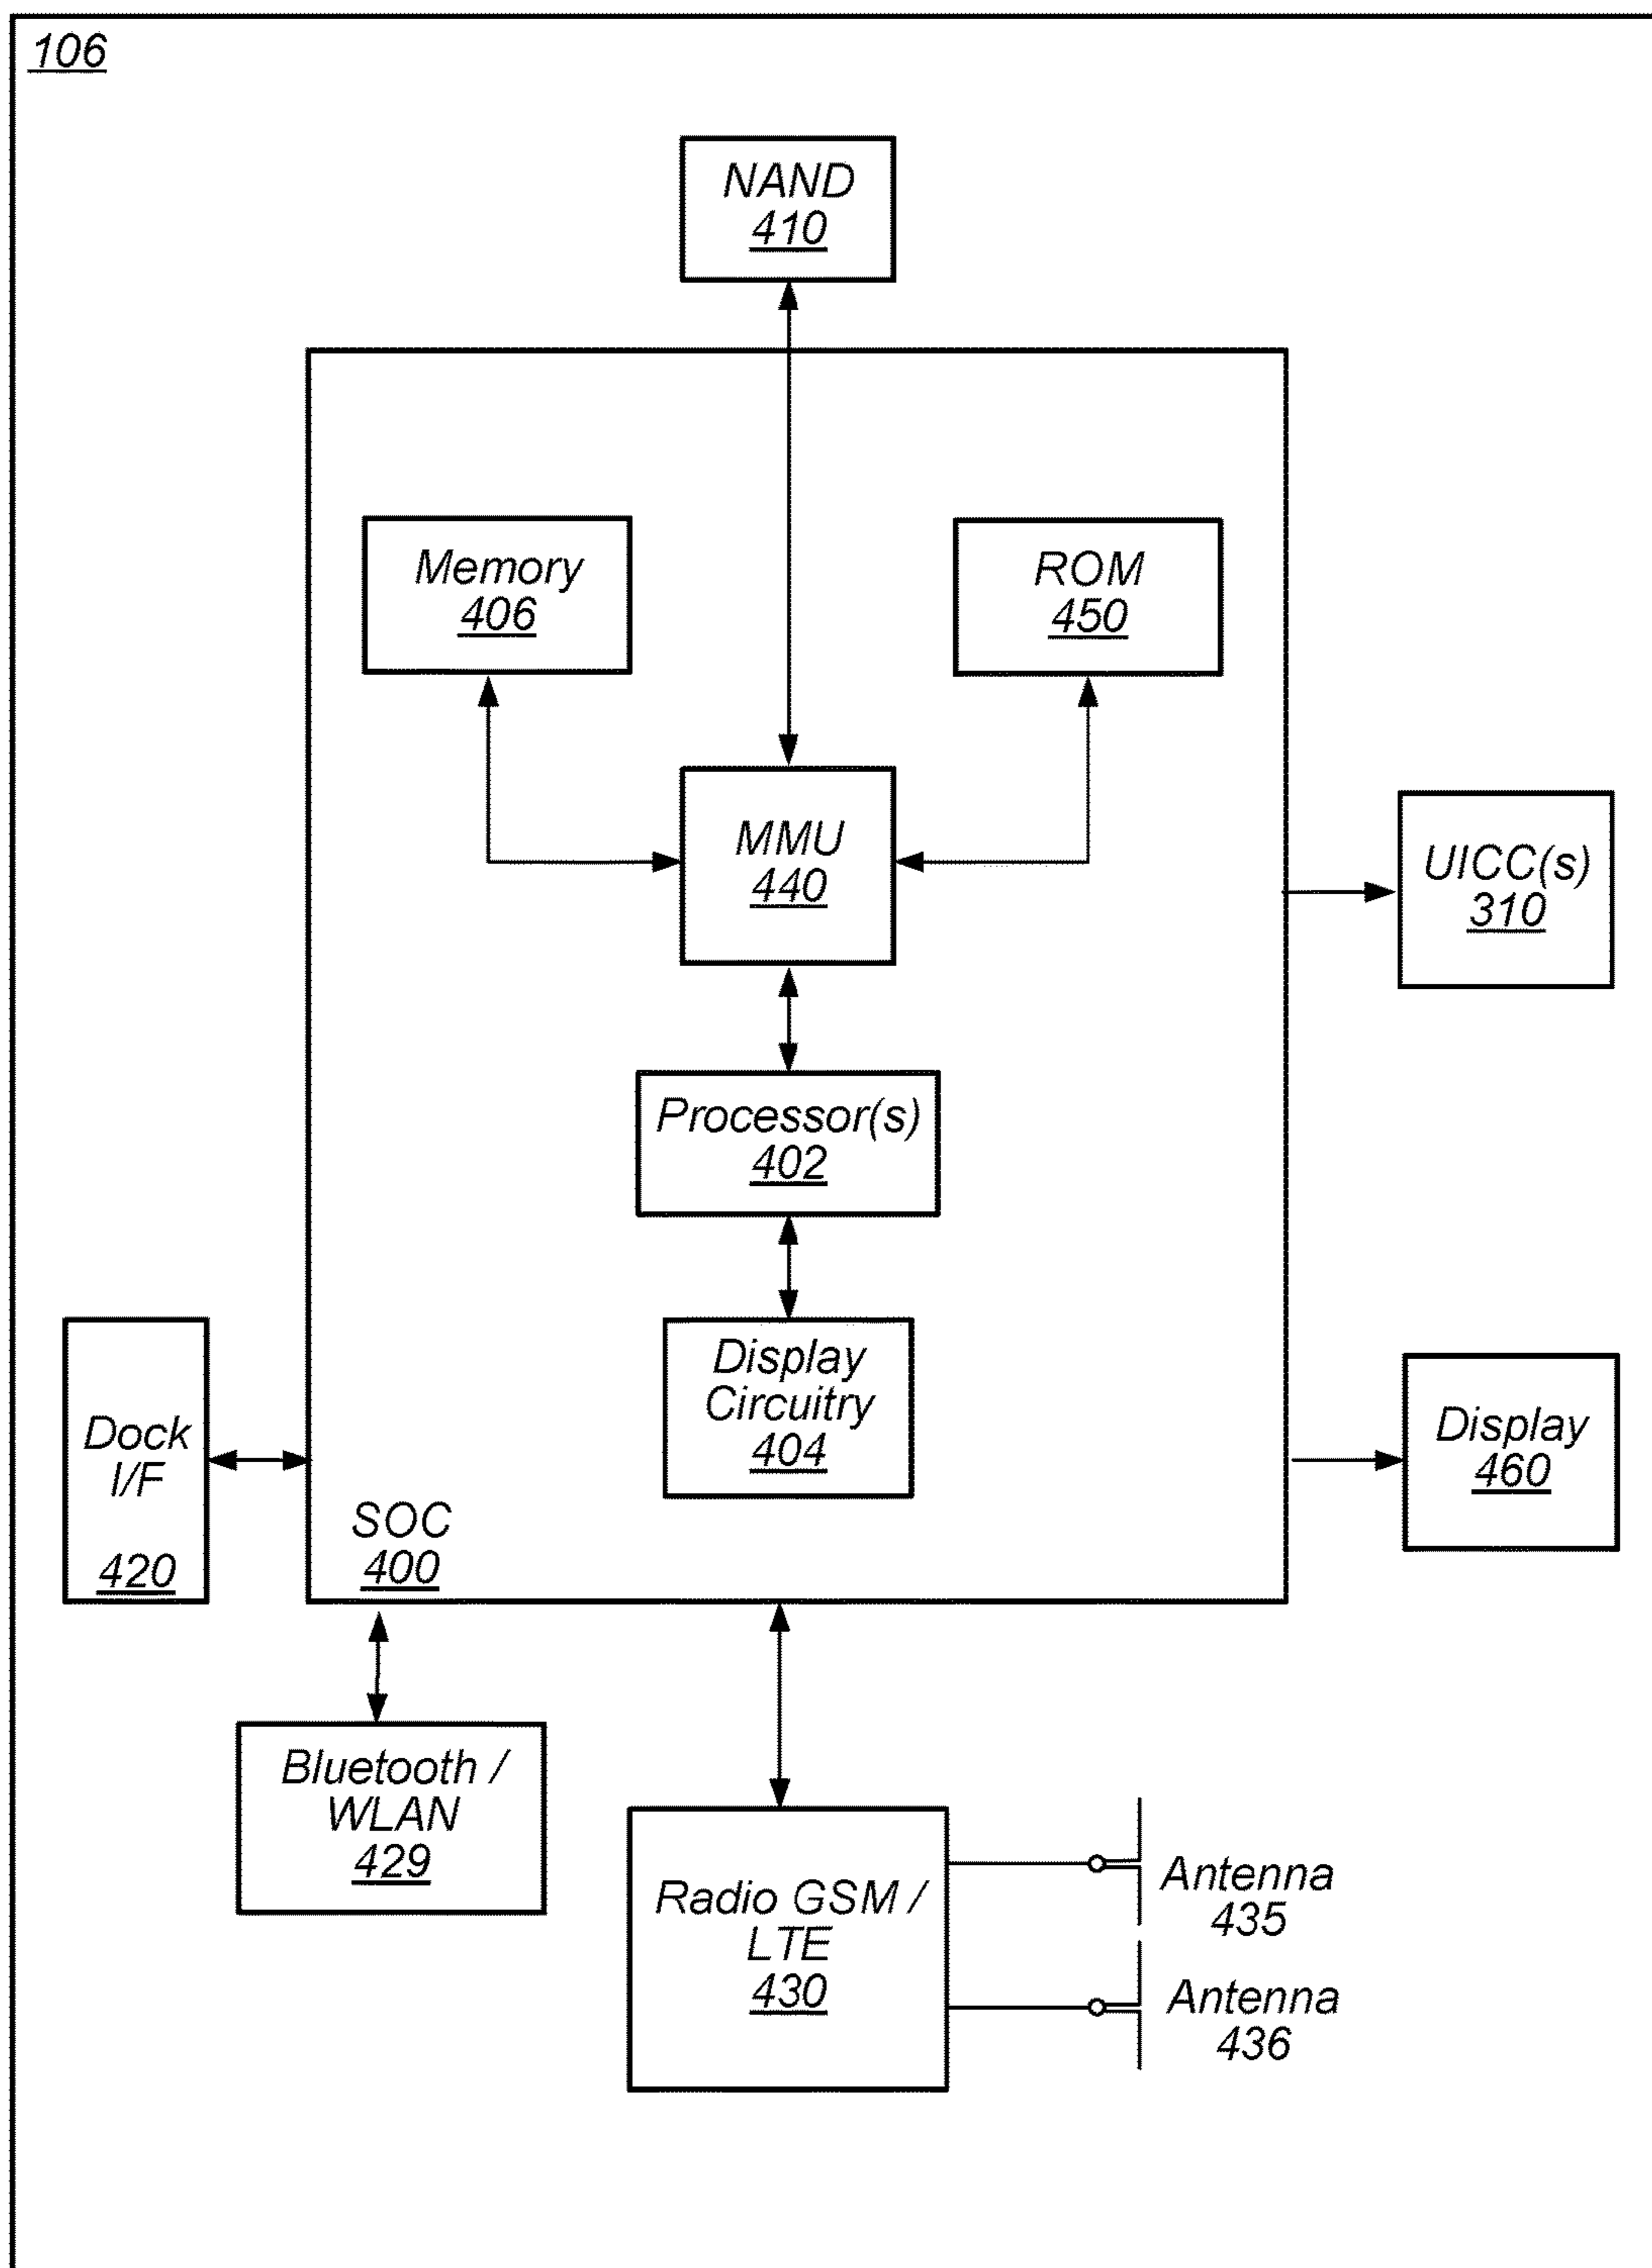 106
NAND
410
Memory
406
ROM
450
MMU
440
UICC(s)
310
Processor(s)
402
Display
Circuitry
404
Dock
I/F
420
Display
460
SOC
400
Bluetooth /
WLAN
429
Radio GSM /
LTE
430
Antenna
435
Antenna
436